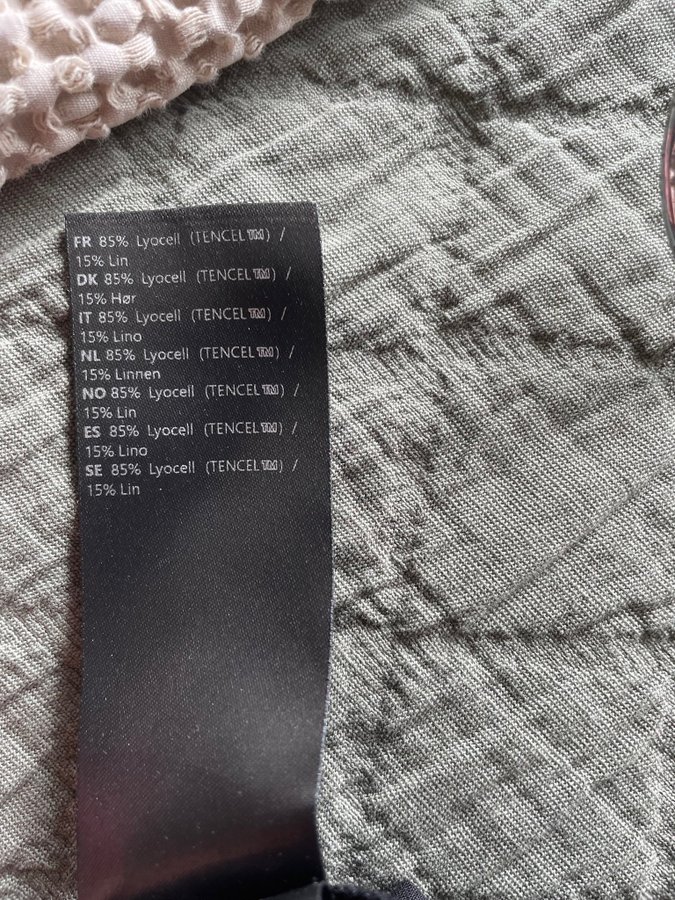 FR 85% Lyocell (TENCEL™) /
15% Lin
DK 85% Lyocell (TENCEL™) /
15% Hør
IT 85% Lyocell (TENCEL™) /
15% Lino
NL 85% Lyocell (TENCEL™) /
15% Linnen
NO 85% Lyocell (TENCEL™) /
15% Lin
ES 85% Lyocell (TENCEL™) /
15% Lino
SE 85% Lyocell (TENCEL™) /
15% Lin